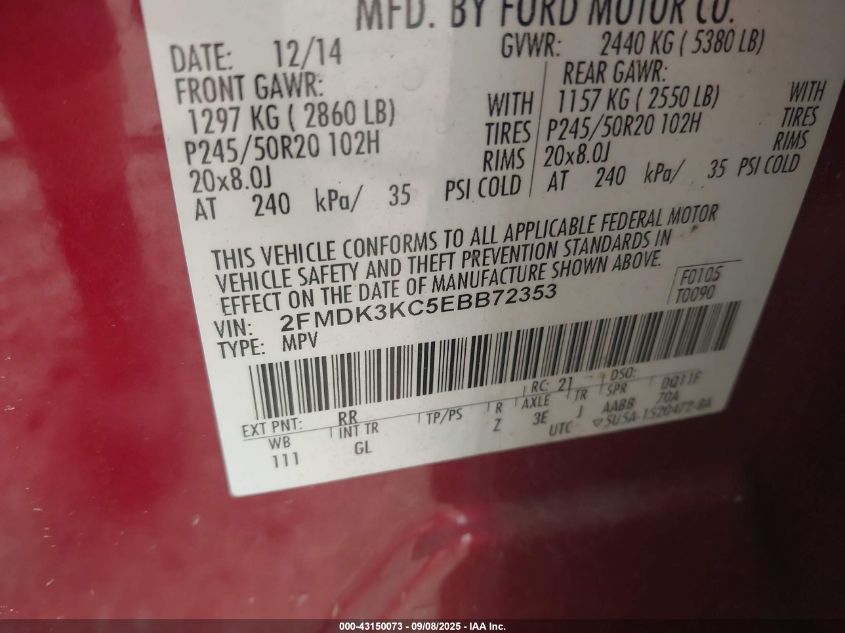 MFD. BY FORD MOTOR CO.
DATE: 12/14 GVWR: 2440 KG ( 5380 LB)
FRONT GAWR: REAR GAWR:
1297 KG ( 2860 LB) WITH 1157 KG ( 2550 LB) WITH
P245/50R20 102H TIRES P245/50R20 102H TIRES
20x8.0J RIMS 20x8.0J RIMS
AT 240 kPa/ 35 PSI COLD AT 240 kPa/ 35 PSI COLD
THIS VEHICLE CONFORMS TO ALL APPLICABLE FEDERAL MOTOR
VEHICLE SAFETY AND THEFT PREVENTION STANDARDS IN
EFFECT ON THE DATE OF MANUFACTURE SHOWN ABOVE.
F0105
VIN: 2FMDK3KC5EBB72353 T0090
TYPE: MPV
EXT PNT: RR RC: 21 DSO:
WB INT TR TP/PS R AXLE TR SPR
111 GL Z 3E J AABB 70A
UTC
000-43150073 - 09/08/2025 - IAA Inc.